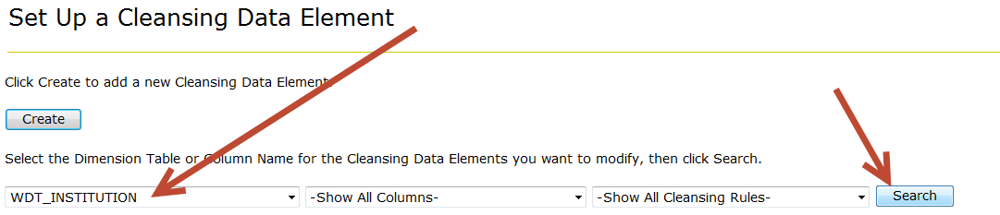 Set Up a Cleansing Data Element
Click Create to add a new Cleansing Data Element.
Create
Select the Dimension Table or Column Name for the Cleansing Data Elements you want to modify, then click Search.
WDT_INSTITUTION -Show All Columns- -Show All Cleansing Rules- Search